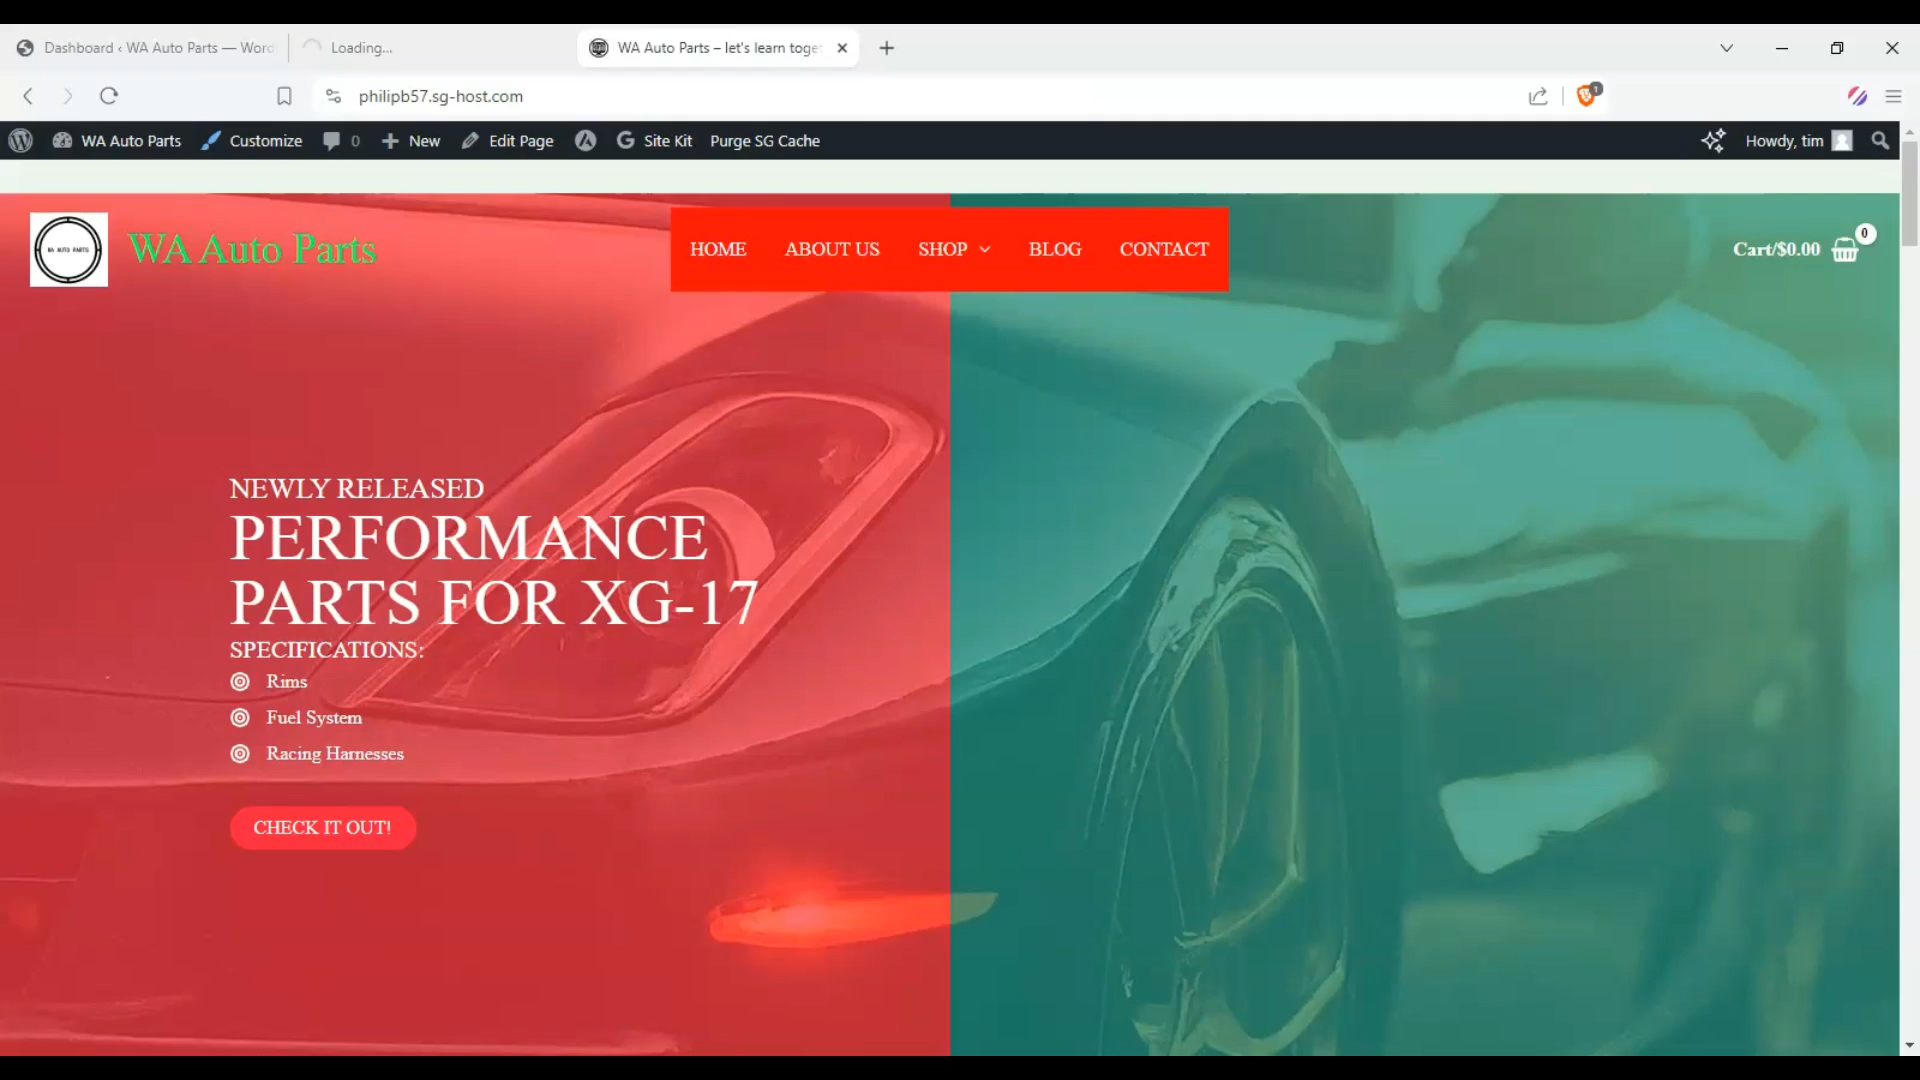 Dashboard ‹ WA Auto Parts — Word
Loading...
WA Auto Parts – let's learn toge
philipb57.sg-host.com
1
WA Auto Parts
Customize
0
New
Edit Page
Site Kit
Purge SG Cache
Howdy, tim
WA AUTO PARTS
WA Auto Parts
HOME
ABOUT US
SHOP
BLOG
CONTACT
Cart/$0.00
0
NEWLY RELEASED
PERFORMANCE
PARTS FOR XG-17
SPECIFICATIONS:
Rims
Fuel System
Racing Harnesses
CHECK IT OUT!